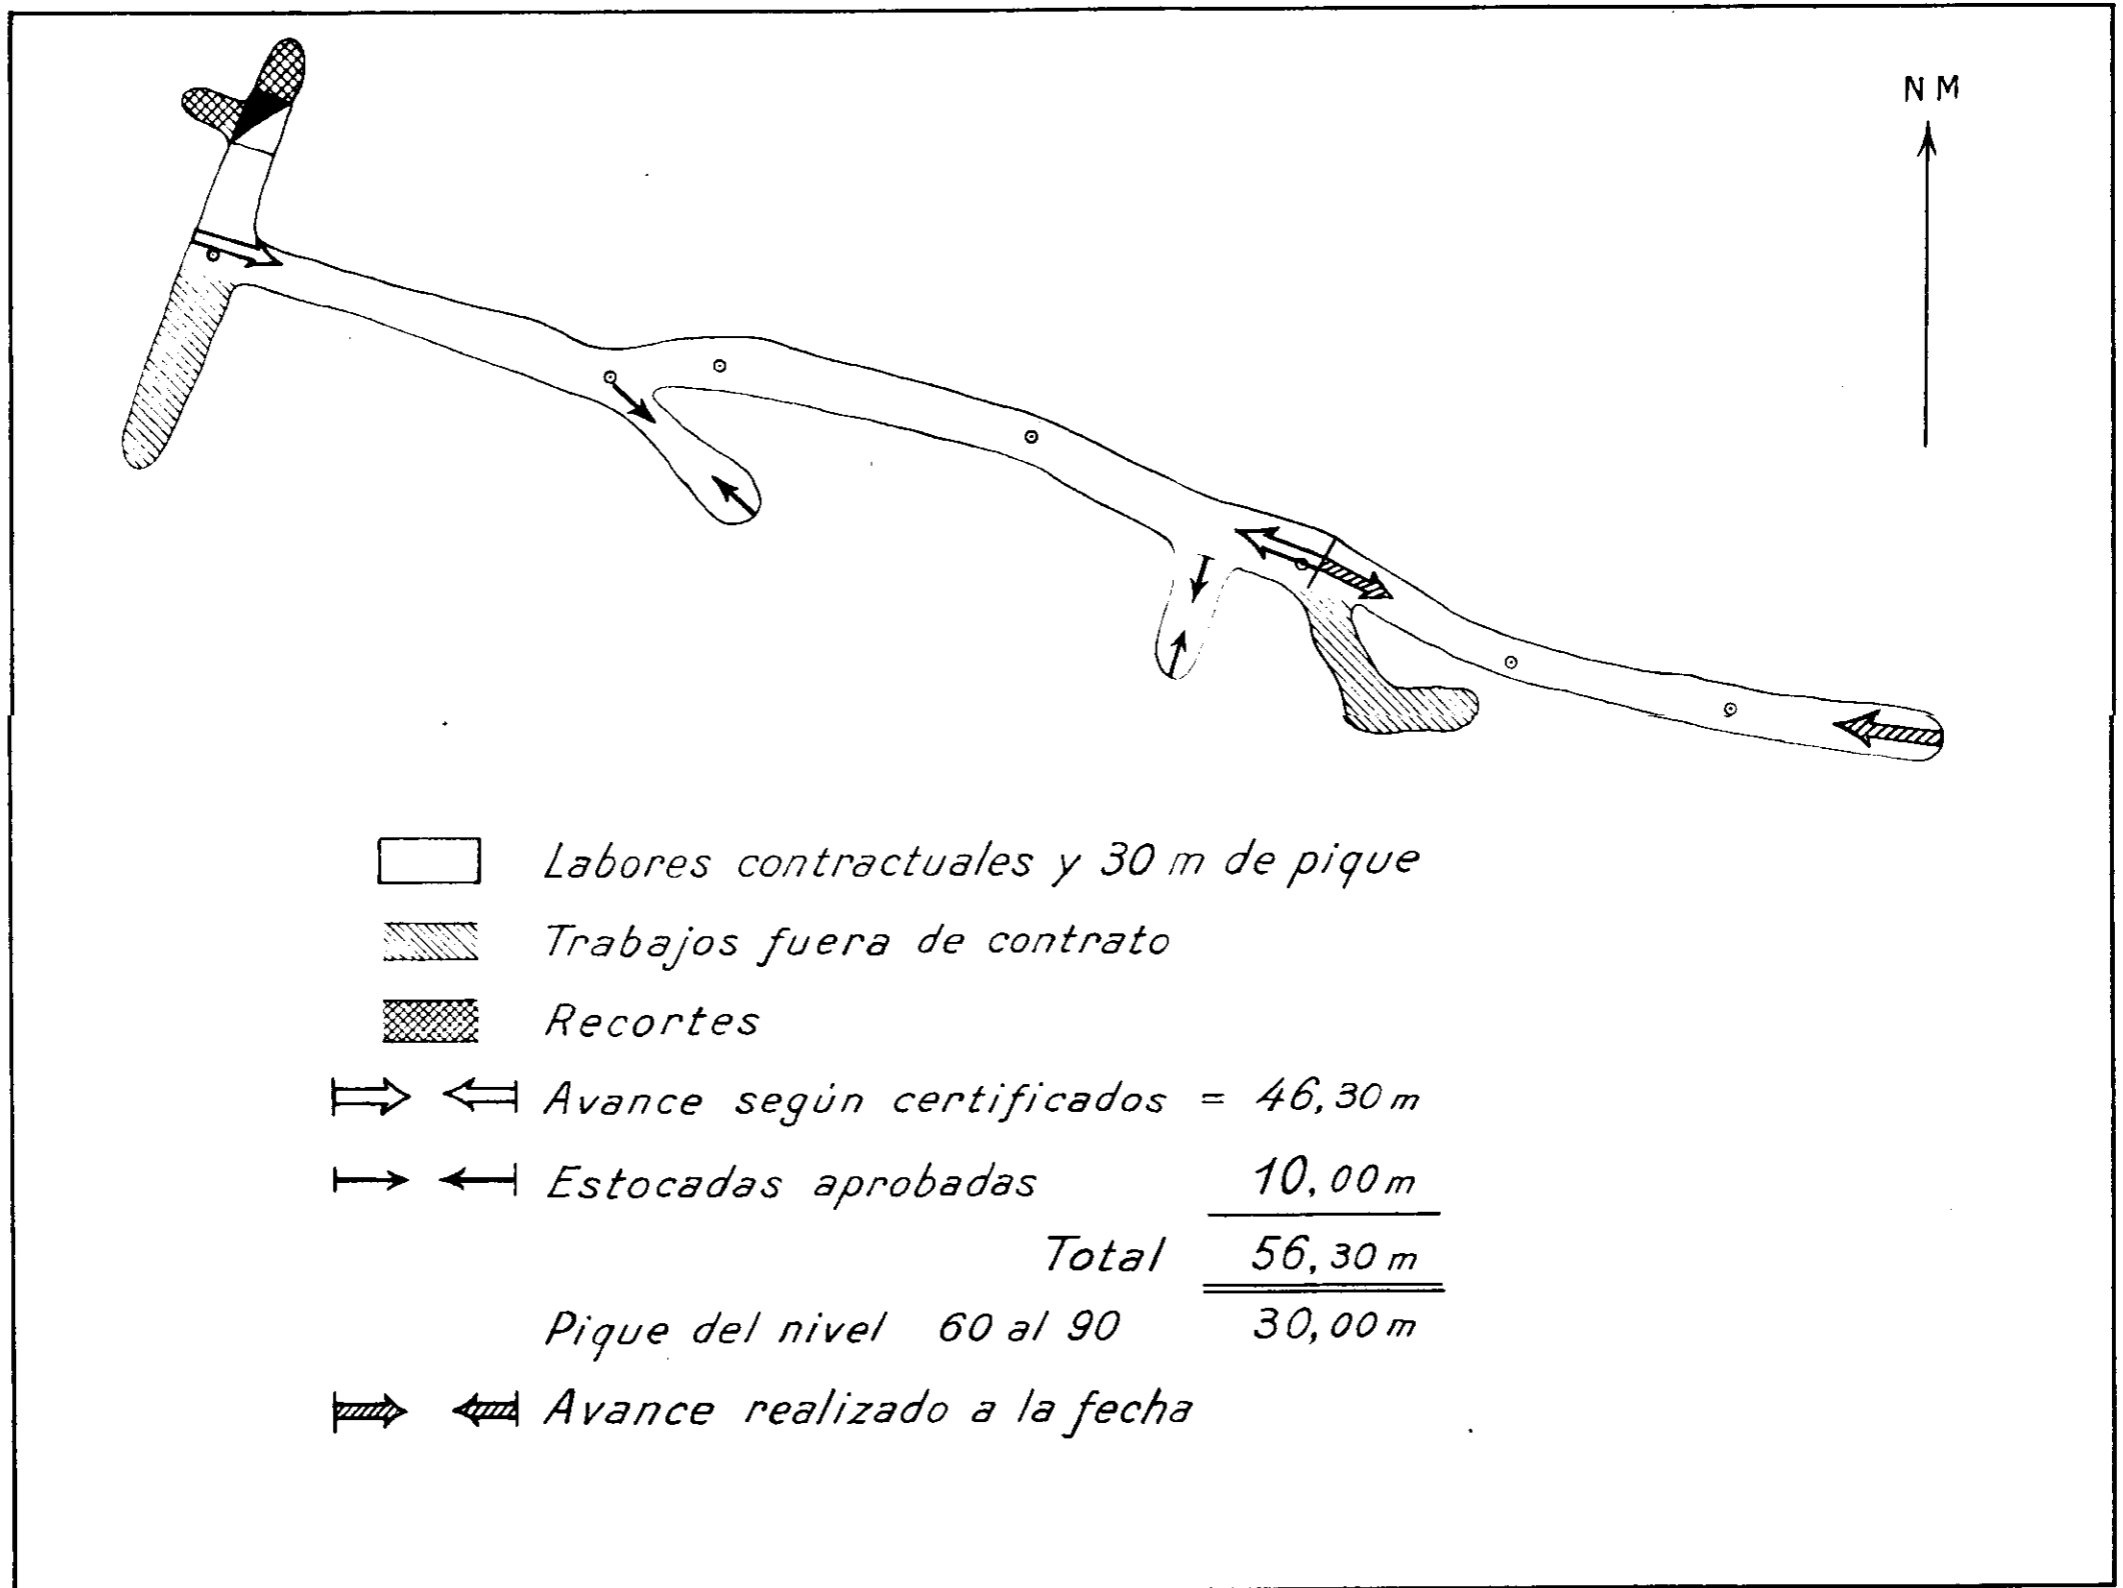 NM
Labores contractuales y 30 m de pique
Trabajos fuera de contrato
Recortes
Avance según certificados = 46,30 m
Estocadas aprobadas 10,00 m
Total 56,30 m
Pique del nivel 60 al 90 30,00 m
Avance realizado a la fecha